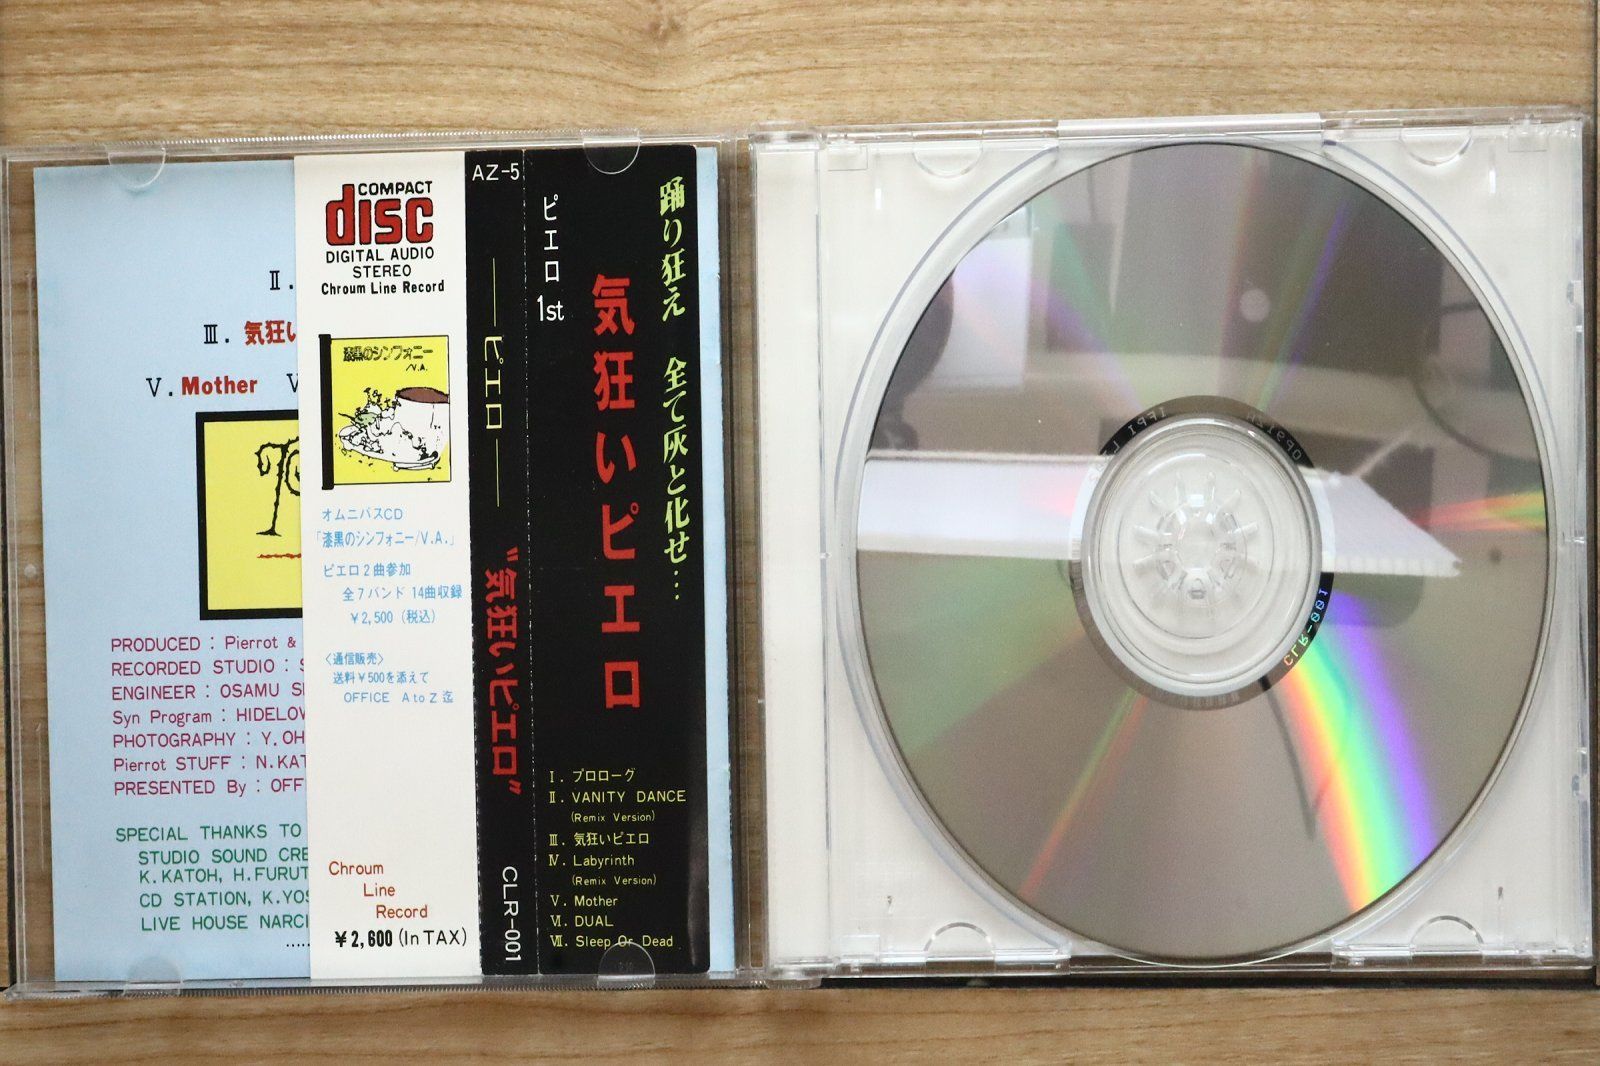 Ⅱ.
Ⅲ. 気狂い
Ⅴ. Mother
PRODUCED : Pierrot &
RECORDED STUDIO :
ENGINEER : OSAMU
Syn Program : HIDELOV
PHOTOGRAPHY : Y. OH
Pierrot STUFF : N.KAT
PRESENTED By : OFF
SPECIAL THANKS TO
STUDIO SOUND CRE
K.KATOH, H.FURUT
CD STATION, K.YOS
LIVE HOUSE NARCI
COMPACT
disc
DIGITAL AUDIO
STEREO
Chroum Line Record
漆黒のシンフォニー
/V.A.
オムニバスCD
「漆黒のシンフォニー/V.A.」
ピエロ2曲参加
全7バンド 14曲収録
¥2,500 (税込)
〈通信販売〉
送料¥500を添えて
OFFICE A to Z 迄
Chroum
Line
Record
¥2,600 (In TAX)
AZ-5
ピエロ
“気狂いピエロ”
CLR-001
踊り狂え 全て灰と化せ…
気狂いピエロ
ピエロ 1st
Ⅰ. プロローグ
Ⅱ. VANITY DANCE
(Remix Version)
Ⅲ. 気狂いピエロ
Ⅳ. Labyrinth
(Remix Version)
Ⅴ. Mother
Ⅵ. DUAL
Ⅶ. Sleep Or Dead
IFPI L
CLR-001